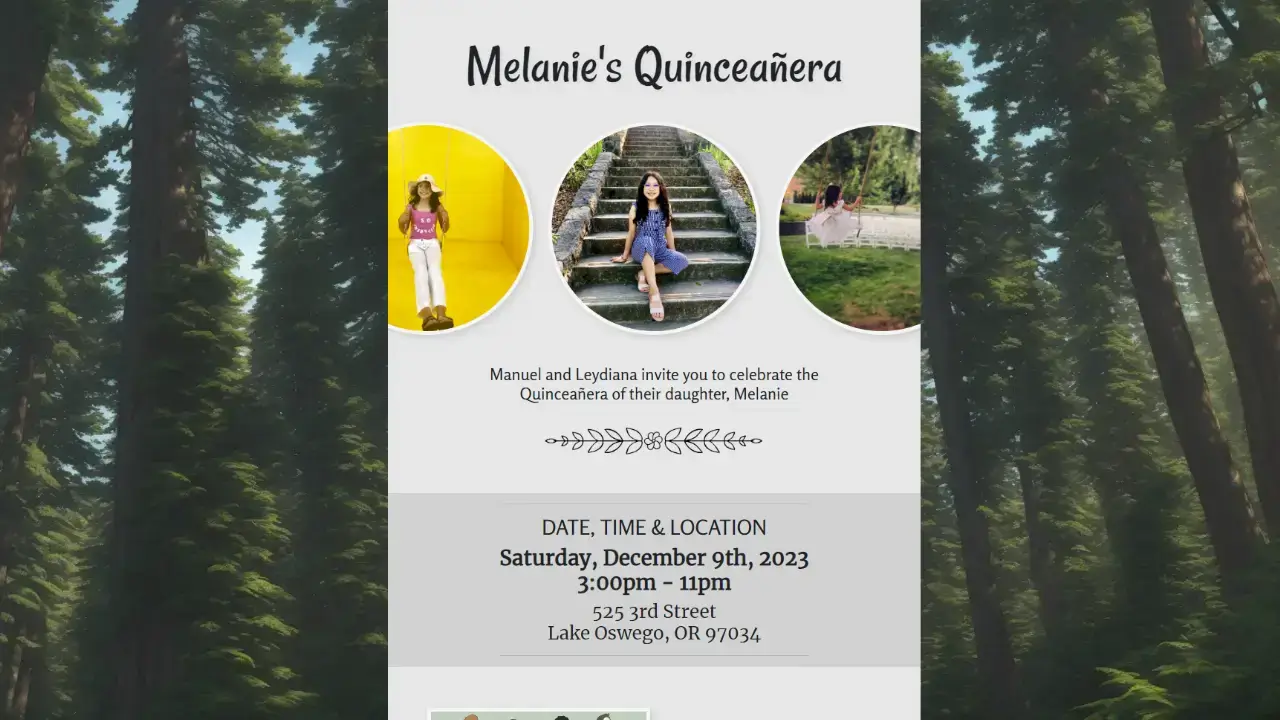 Melanie's Quinceañera
Manuel and Leydiana invite you to celebrate the
Quinceañera of their daughter, Melanie
DATE, TIME & LOCATION
Saturday, December 9th, 2023
3:00pm - 11pm
525 3rd Street
Lake Oswego, OR 97034